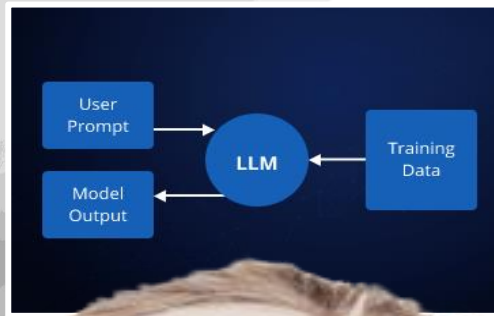 User
Prompt
LLM
Training
Data
Model
Output